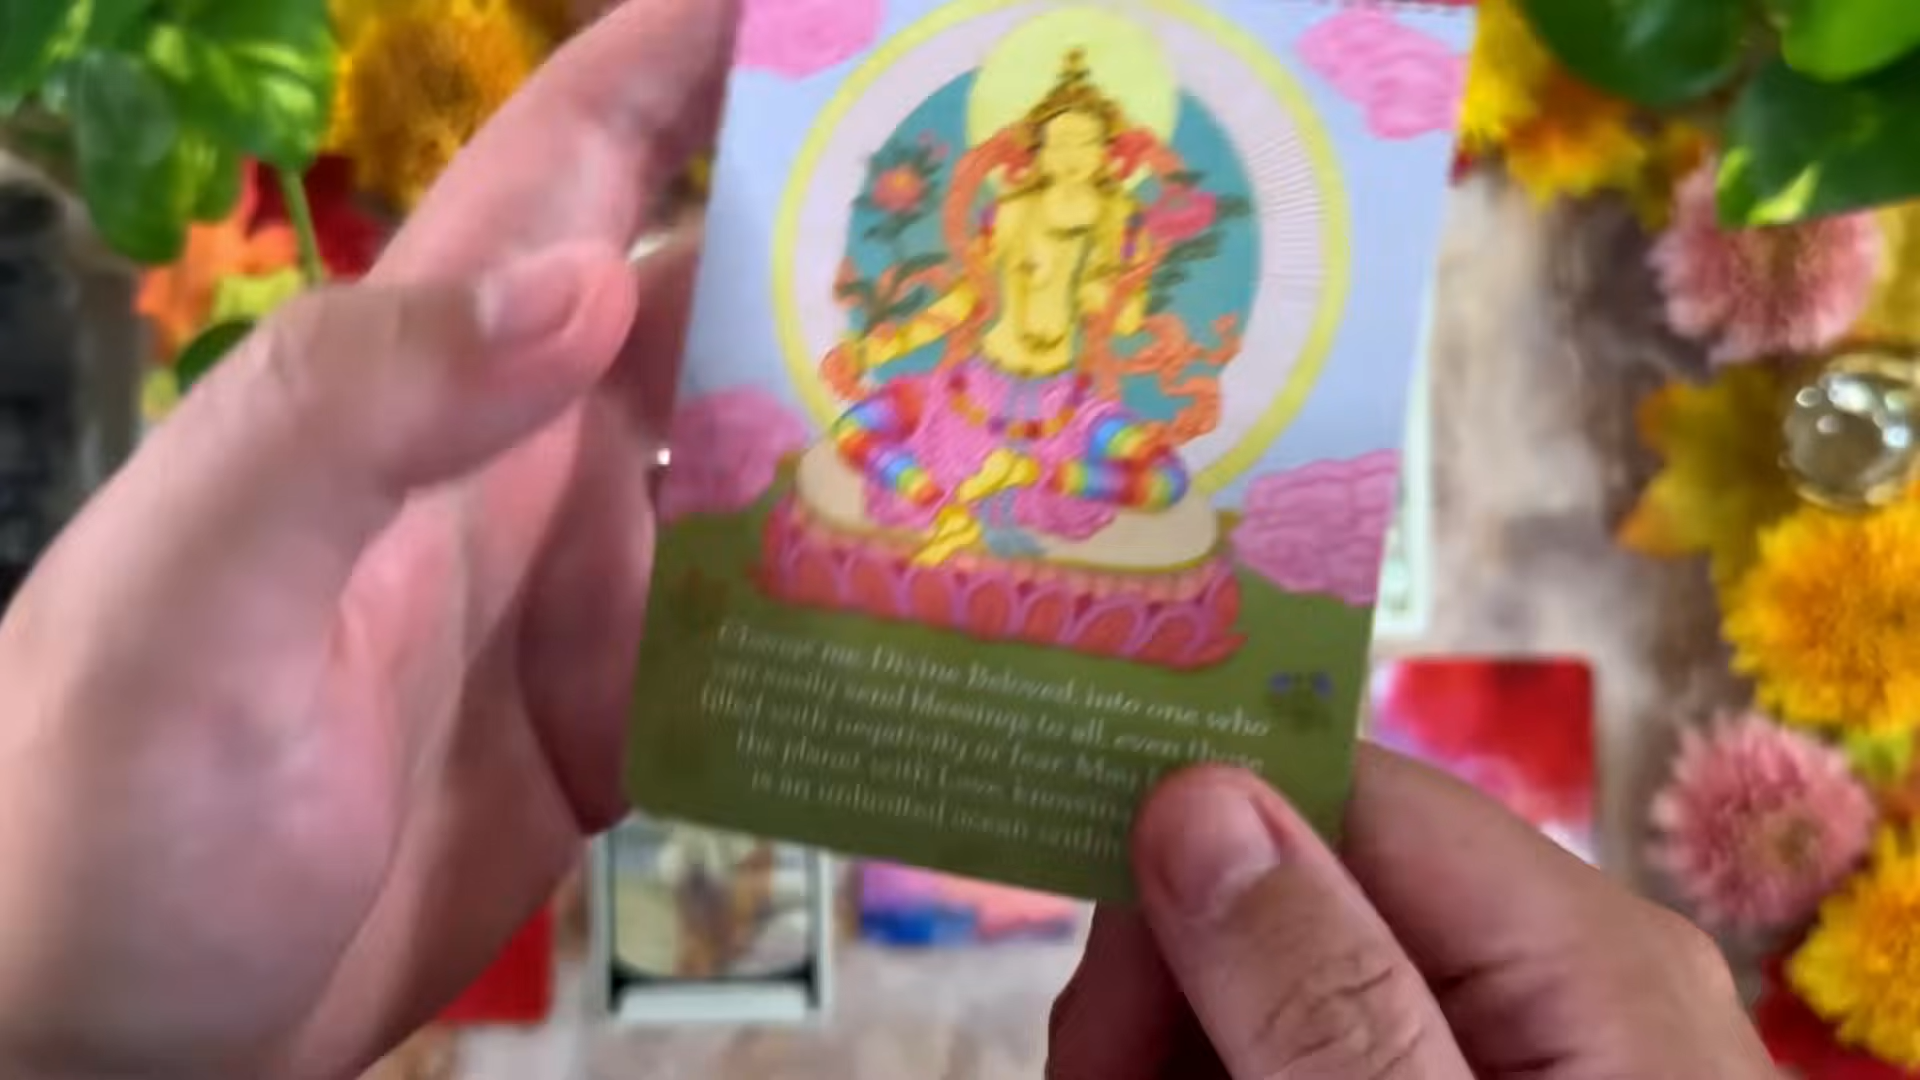 Change me Divine Beloved into one who
can easily send blessings to all, even those
filled with negativity or fear. May I
the planet with Love, knowing
is an unlimited ocean within